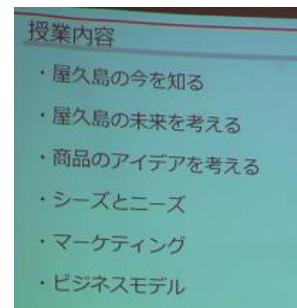 授業内容
・屋久島の今を知る
・屋久島の未来を考える
・商品のアイデアを考える
・シーズとニーズ
・マーケティング
・ビジネスモデル